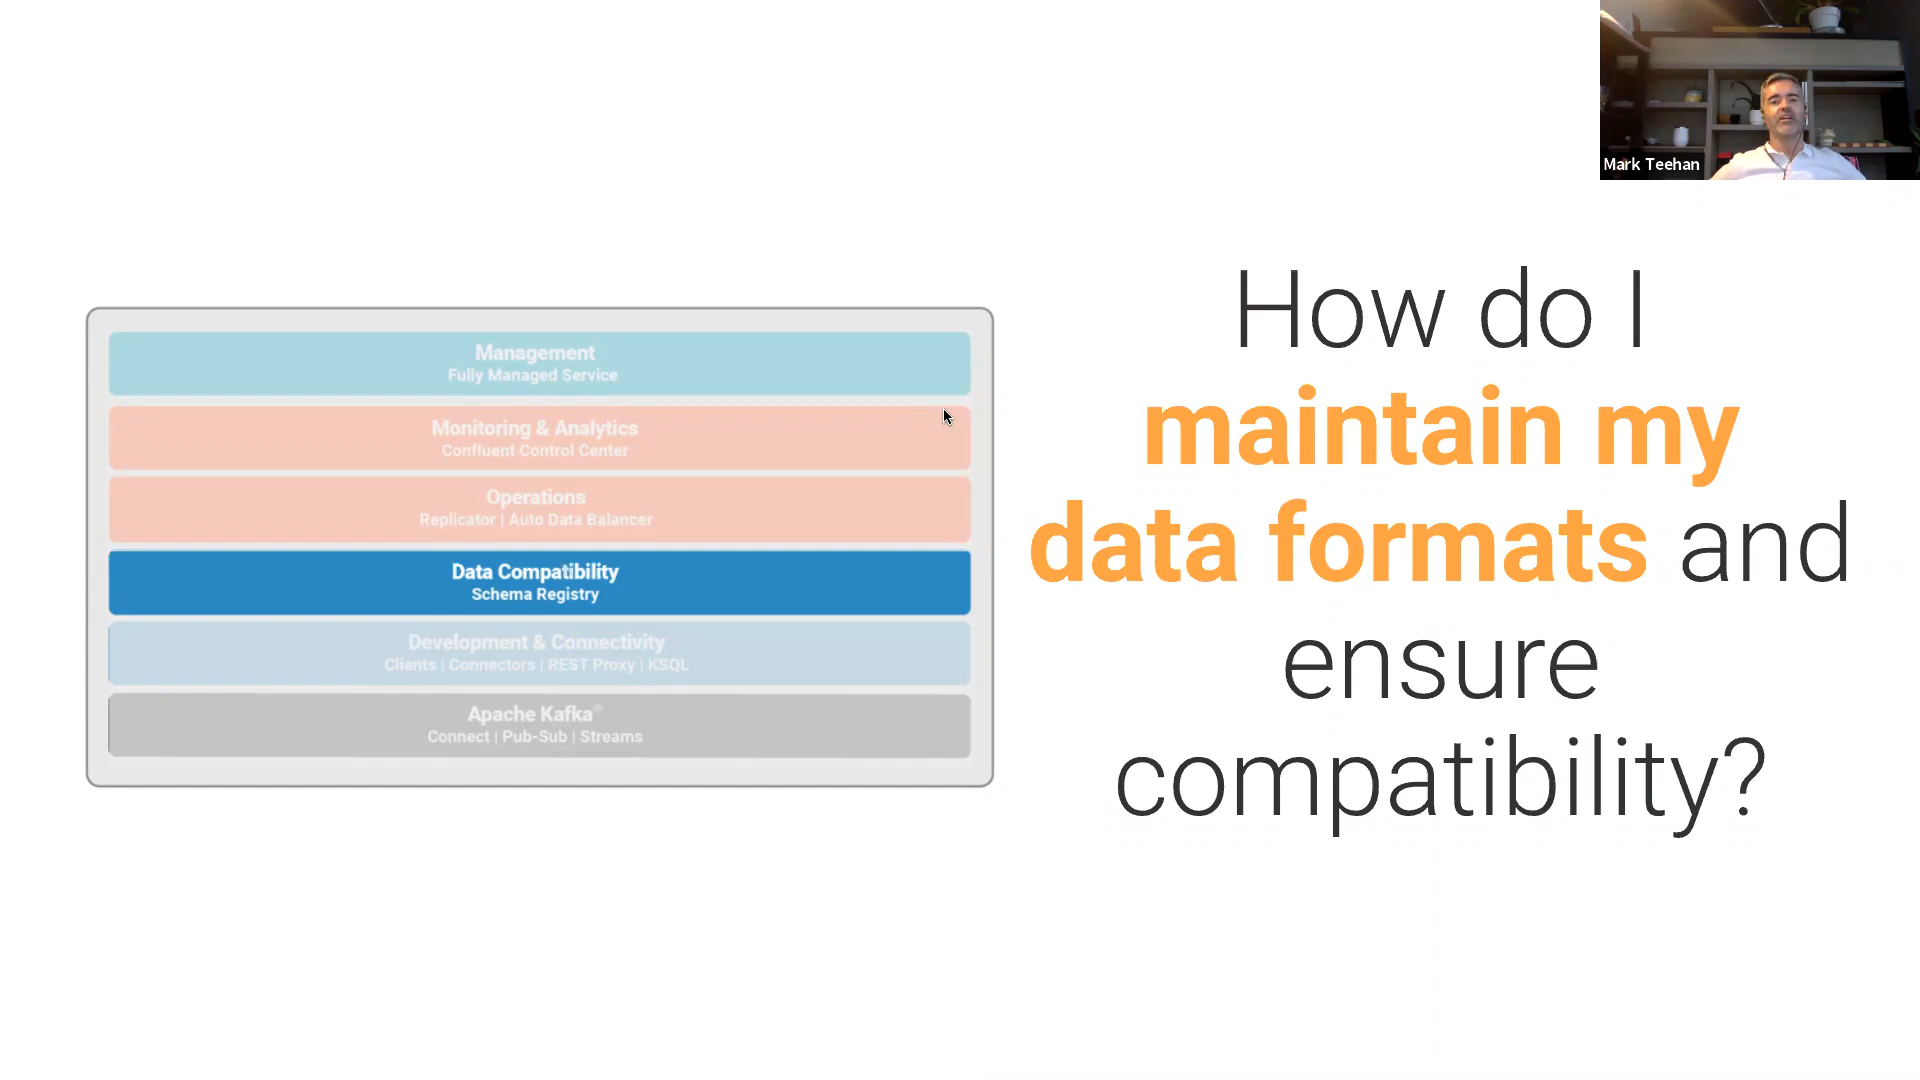 Mark Teehan
Management
Fully Managed Service
Monitoring & Analytics
Confluent Control Center
Operations
Replicator | Auto Data Balancer
Data Compatibility
Schema Registry
Development & Connectivity
Clients | Connectors | REST Proxy | KSQL
Apache Kafka®
Connect | Pub-Sub | Streams
How do I
maintain my
data formats and
ensure
compatibility?